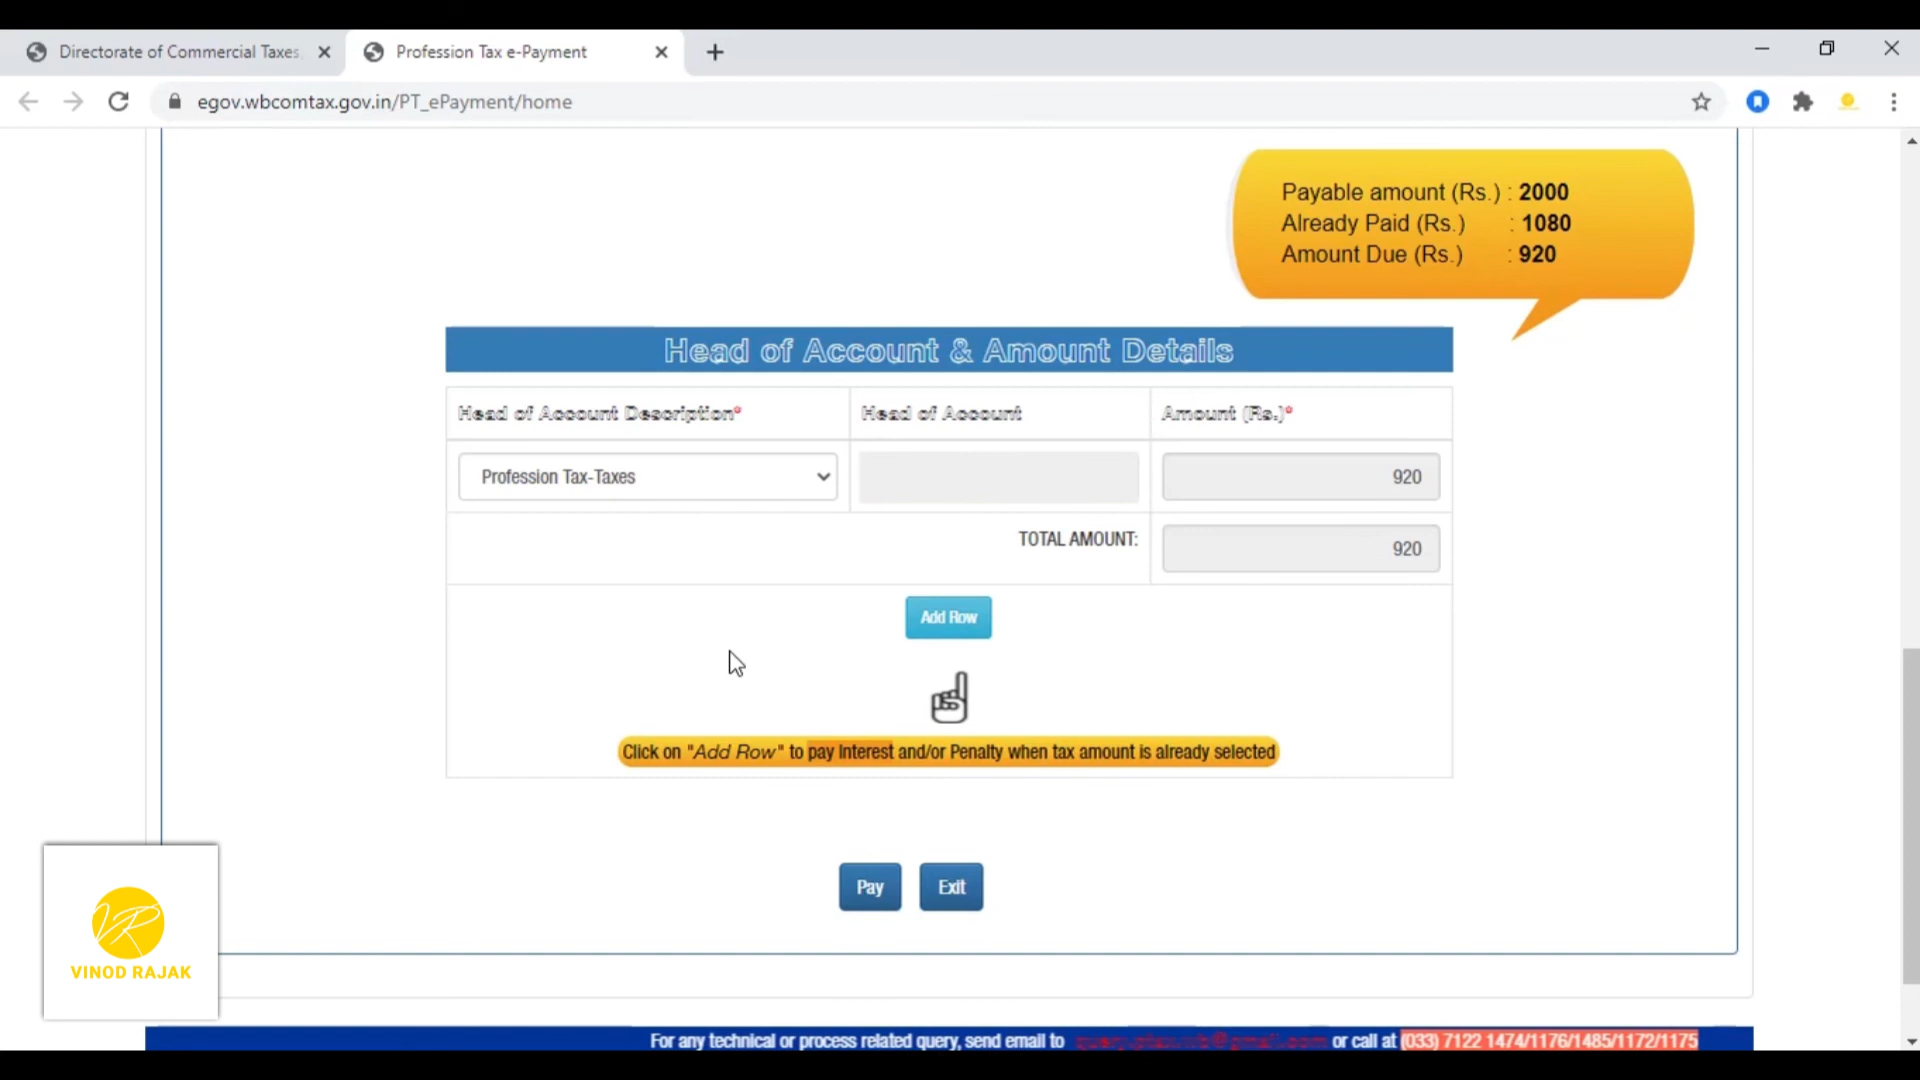 Directorate of Commercial Taxes
Profession Tax e-Payment
egov.wbcomtax.gov.in/PT_ePayment/home
Payable amount (Rs.) : 2000
Already Paid (Rs.) : 1080
Amount Due (Rs.) : 920
Head of Account & Amount Details
Head of Account Description* Head of Account Amount (Rs.)*
Profession Tax-Taxes 920
TOTAL AMOUNT: 920
Add Row
Click on "Add Row" to pay Interest and/or Penalty when tax amount is already selected
Pay Exit
VR
VINOD RAJAK
For any technical or process related query, send email to or call at (033) 7122 1474/1176/1485/1172/1175